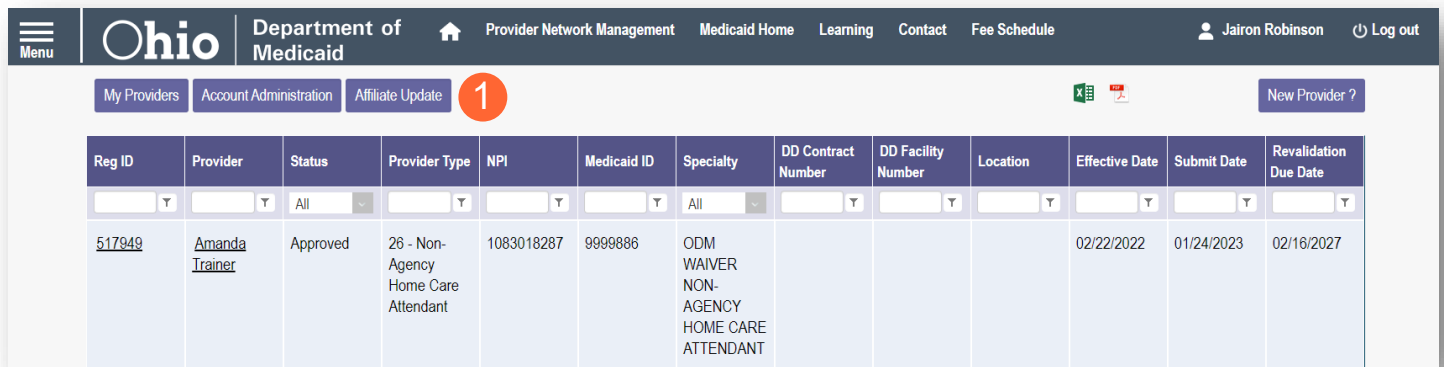 Menu
Ohio
Department of
Medicaid
Provider Network Management
Medicaid Home
Learning
Contact
Fee Schedule
Jairon Robinson
Log out
My Providers
Account Administration
Affiliate Update
1
New Provider ?
Reg ID
Provider
Status
Provider Type
NPI
Medicaid ID
Specialty
DD Contract
Number
DD Facility
Number
Location
Effective Date
Submit Date
Revalidation
Due Date
All
All
517949
Amanda
Trainer
Approved
26 - Non-
Agency
Home Care
Attendant
1083018287
9999886
ODM
WAIVER
NON-
AGENCY
HOME CARE
ATTENDANT
02/22/2022
01/24/2023
02/16/2027